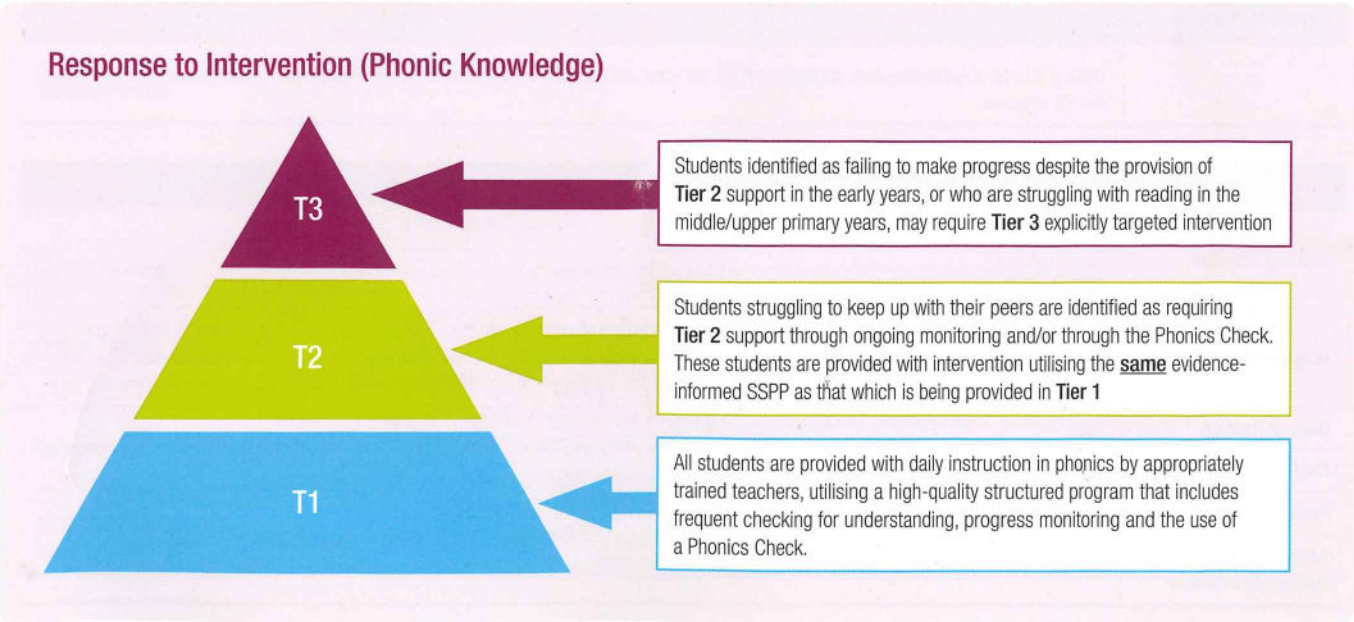 Response to Intervention (Phonic Knowledge)
T3
Students identified as failing to make progress despite the provision of
Tier 2 support in the early years, or who are struggling with reading in the
middle/upper primary years, may require Tier 3 explicitly targeted intervention
T2
Students struggling to keep up with their peers are identified as requiring
Tier 2 support through ongoing monitoring and/or through the Phonics Check.
These students are provided with intervention utilising the same evidence-
informed SSPP as that which is being provided in Tier 1
T1
All students are provided with daily instruction in phonics by appropriately
trained teachers, utilising a high-quality structured program that includes
frequent checking for understanding, progress monitoring and the use of
a Phonics Check.